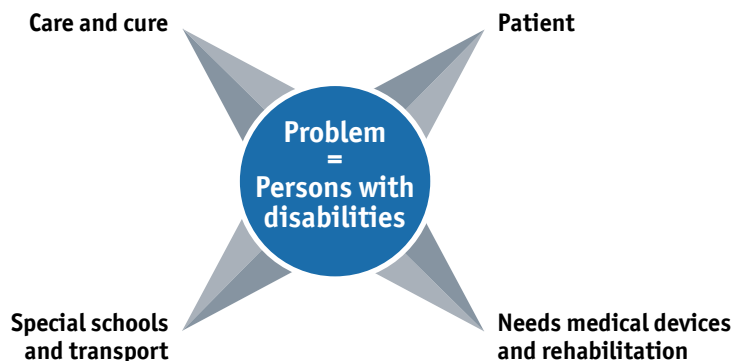 Care and cure
Patient
Problem
=
Persons with
disabilities
Special schools
and transport
Needs medical devices
and rehabilitation